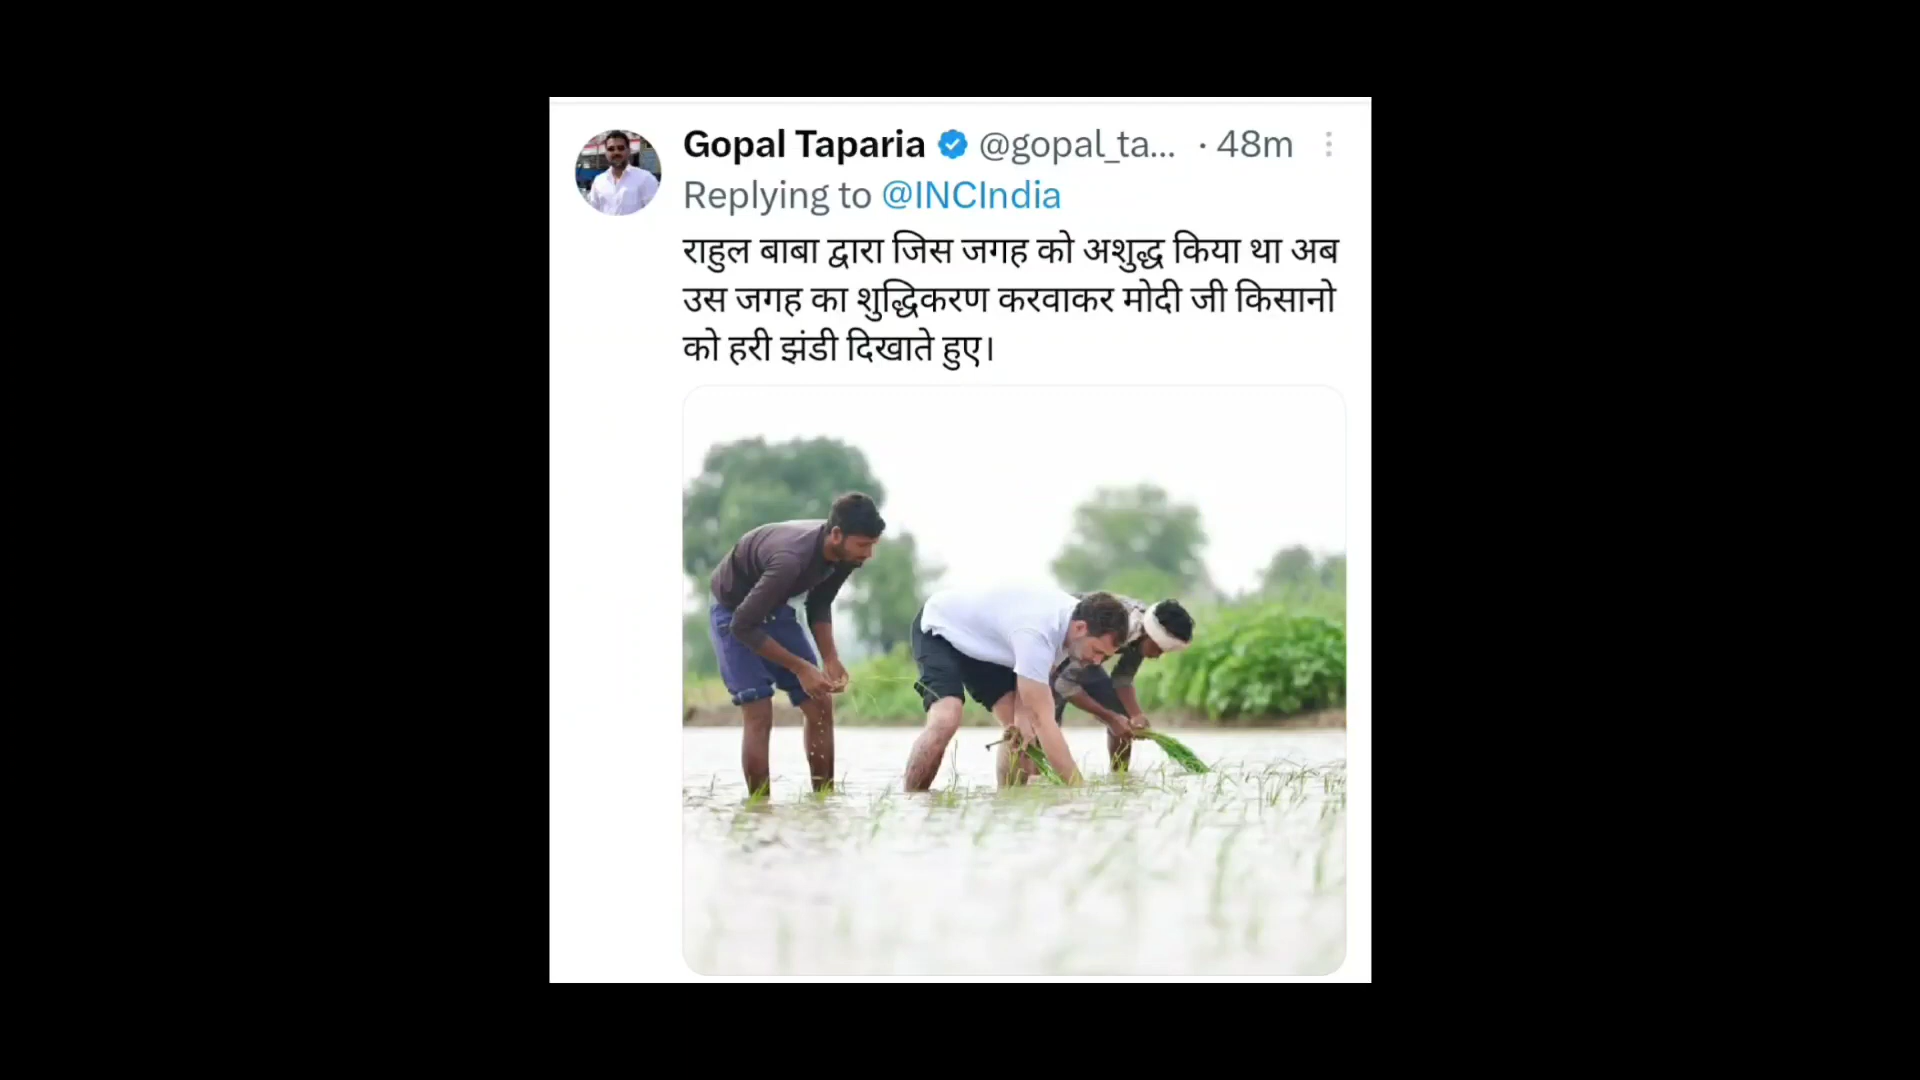 Gopal Taparia @gopal_ta... · 48m
Replying to @INCIndia
राहुल बाबा द्वारा जिस जगह को अशुद्ध किया था अब
उस जगह का शुद्धिकरण करवाकर मोदी जी किसानो
को हरी झंडी दिखाते हुए।